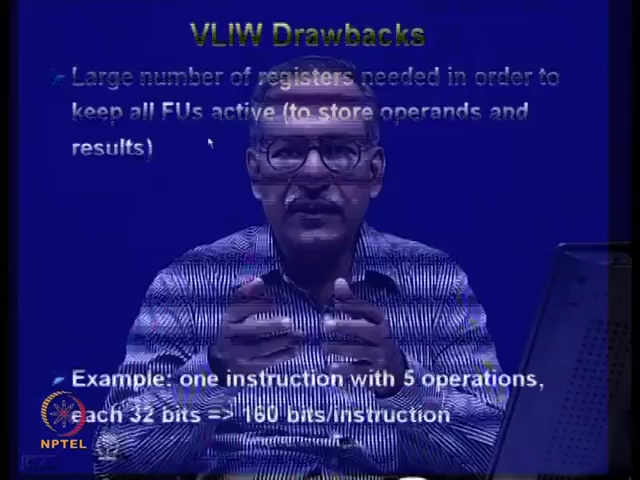 VLIW Drawbacks
Large number of registers needed in order to
keep all FUs active (to store operands and
results)
Example: one instruction with 5 operations,
each 32 bits => 160 bits/instruction
NPTEL